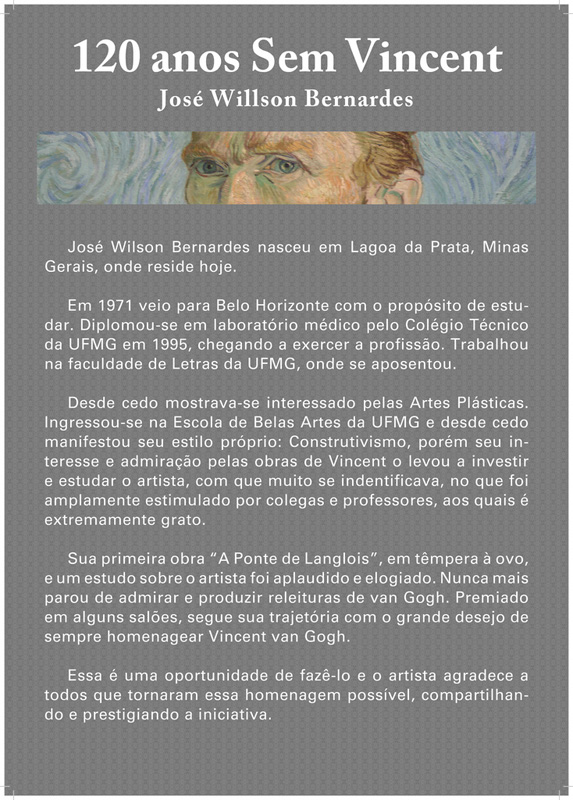 120 anos Sem Vincent
José Willson Bernardes
José Wilson Bernardes nasceu em Lagoa da Prata, Minas
Gerais, onde reside hoje.
Em 1971 veio para Belo Horizonte com o propósito de estu-
dar. Diplomou-se em laboratório médico pelo Colégio Técnico
da UFMG em 1995, chegando a exercer a profissão. Trabalhou
na faculdade de Letras da UFMG, onde se aposentou.
Desde cedo mostrava-se interessado pelas Artes Plásticas.
Ingressou-se na Escola de Belas Artes da UFMG e desde cedo
manifestou seu estilo próprio: Construtivismo, porém seu in-
teresse e admiração pelas obras de Vincent o levou a investir
e estudar o artista, com que muito se indentificava, no que foi
amplamente estimulado por colegas e professores, aos quais é
extremamente grato.
Sua primeira obra “A Ponte de Langlois”, em têmpera à ovo,
e um estudo sobre o artista foi aplaudido e elogiado. Nunca mais
parou de admirar e produzir releituras de van Gogh. Premiado
em alguns salões, segue sua trajetória com o grande desejo de
sempre homenagear Vincent van Gogh.
Essa é uma oportunidade de fazê-lo e o artista agradece a
todos que tornaram essa homenagem possível, compartilhan-
do e prestigiando a iniciativa.